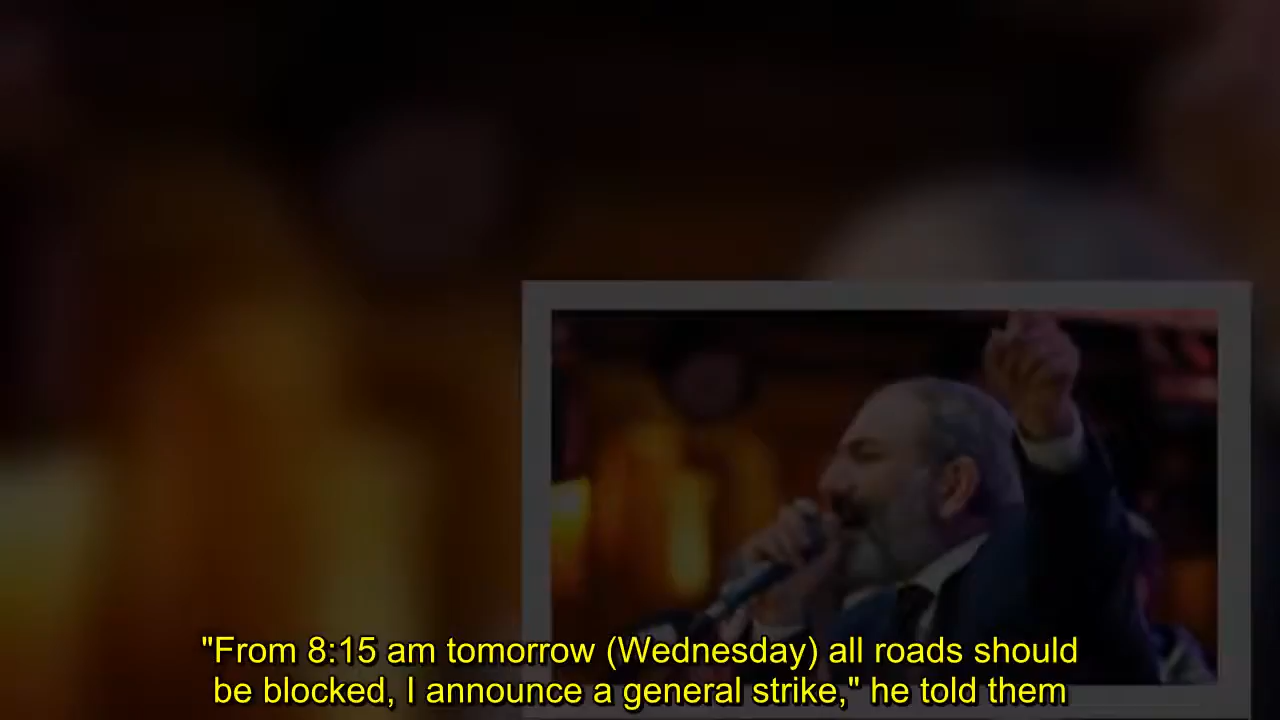 "From 8:15 am tomorrow (Wednesday) all roads should
be blocked, I announce a general strike," he told them